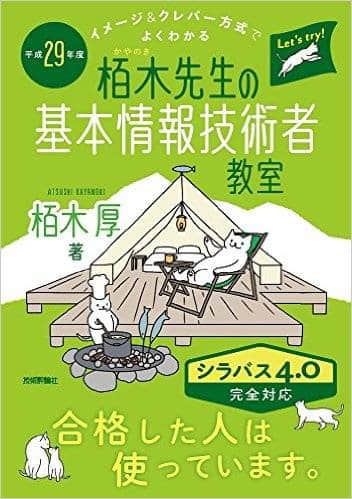 平成29年度
イメージ&クレバー方式で
よくわかる
かやのき
栢木先生の
基本情報技術者
教室
Let's try!
ATSUSHI KAYANOKI
栢木 厚
著
技術評論社
シラバス4.0
完全対応
合格した人は
使っています。